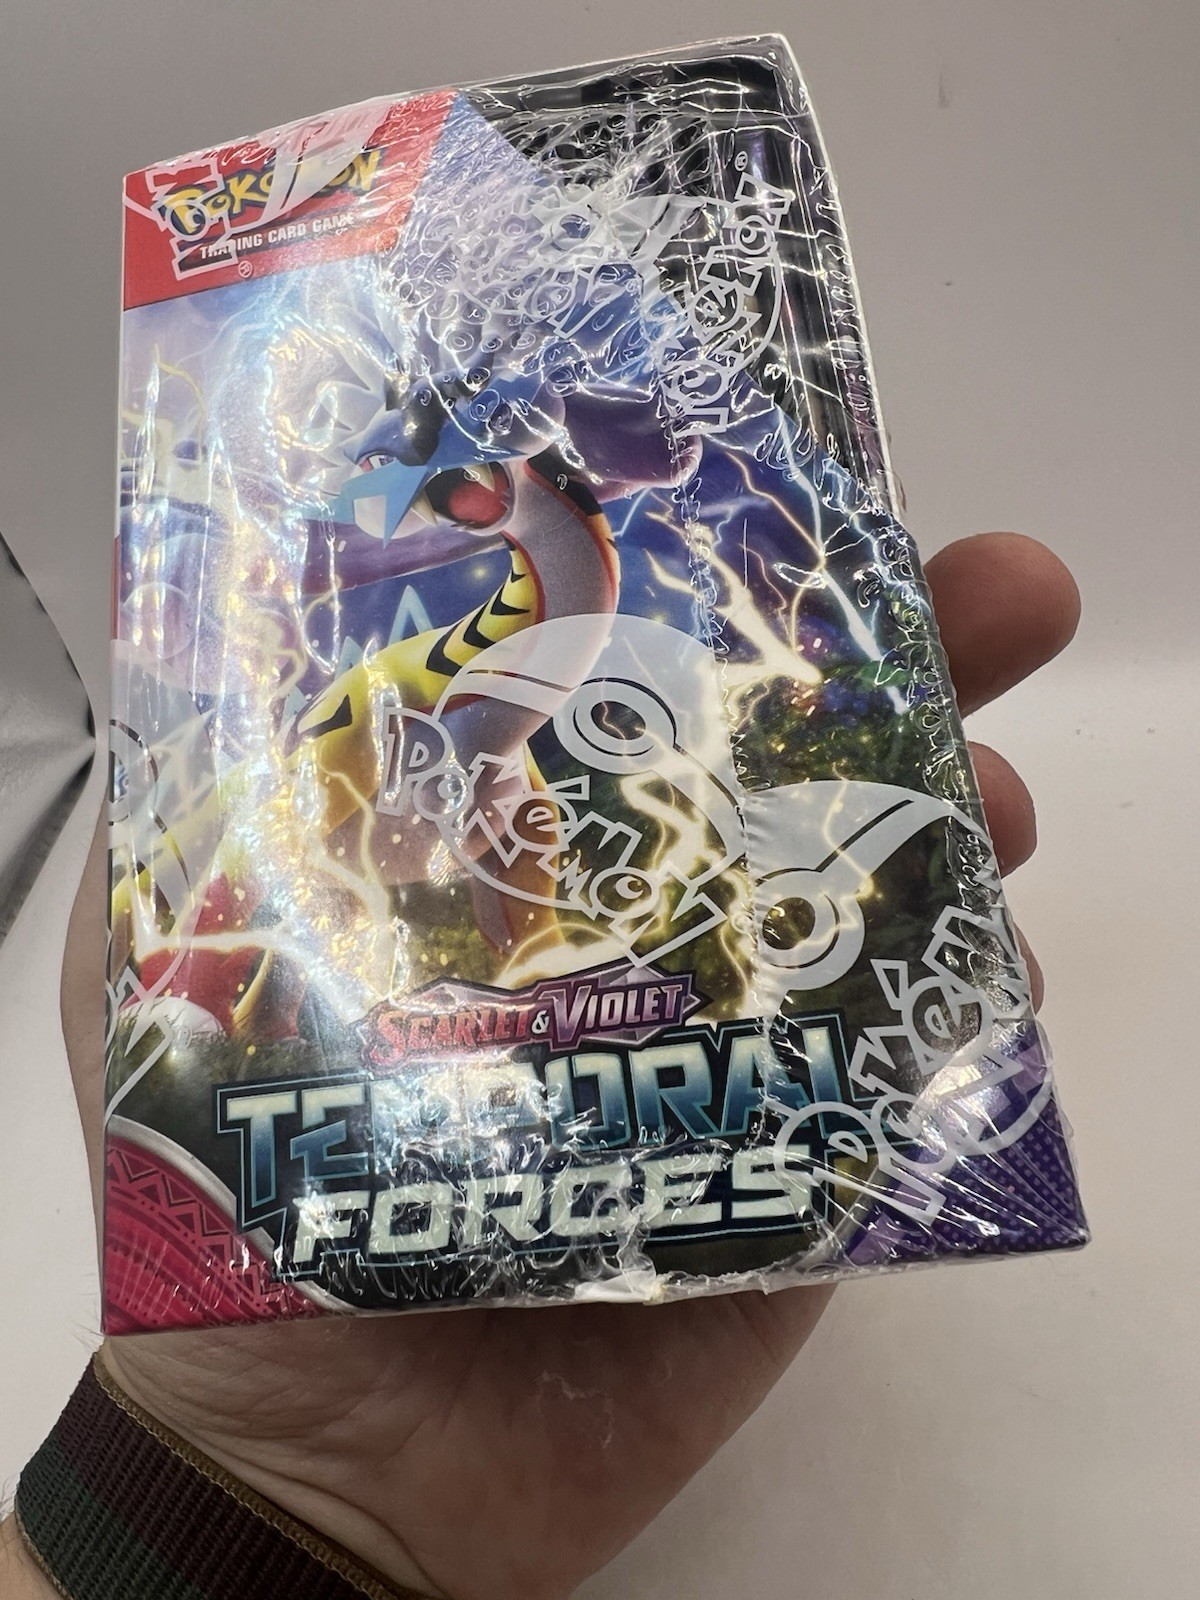 POKéMON
TRADING CARD GAME
®
POKéMON
POKéMON
POKéMON
SCARLET & VIOLET
TEMPORAL
FORCES